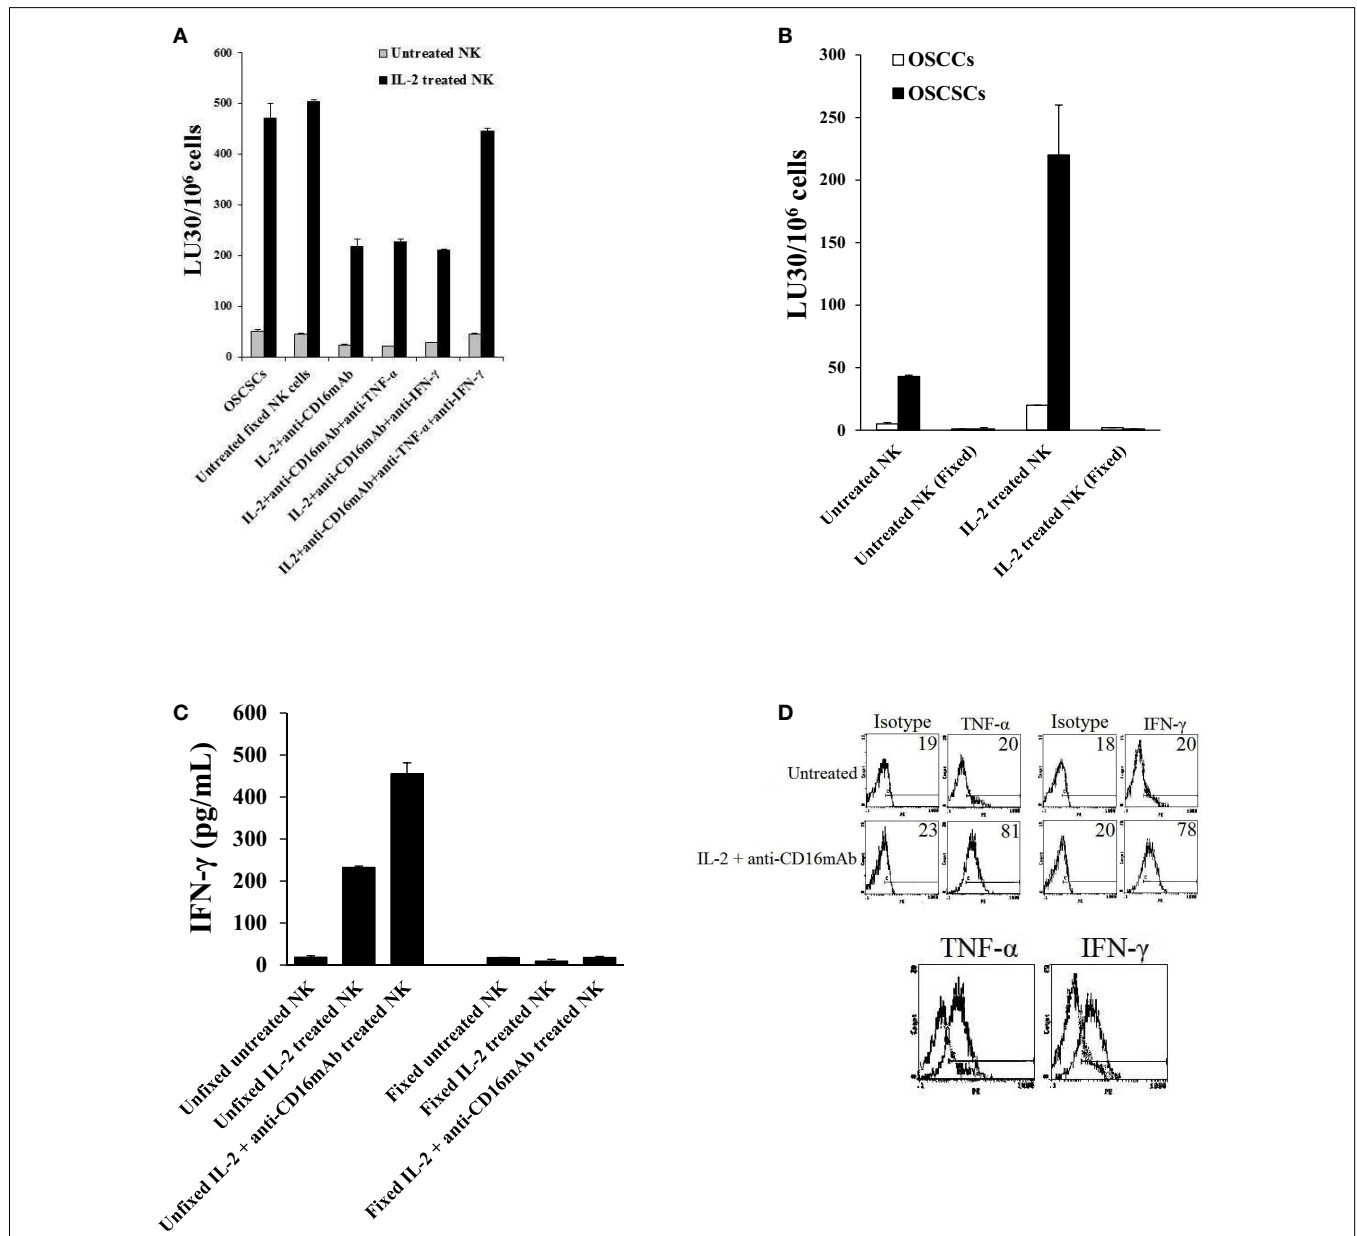 A
600
500
400
300
200
100
0
LU30/10⁶ cells
Untreated NK
IL-2 treated NK
OSCSCs
Untreated fixed NK cells
IL-2+anti-CD16mAb
IL-2+anti-CD16mAb+anti-TNF-α
IL-2+anti-CD16mAb+anti-IFN-γ
IL2+anti-CD16mAb+anti-TNF-α+anti-IFN-γ
B
300
250
200
150
100
50
0
LU30/10⁶ cells
OSCCs
OSCSCs
Untreated NK
Untreated NK (Fixed)
IL-2 treated NK
IL-2 treated NK (Fixed)
C
600
500
400
300
200
100
0
IFN-γ (pg/mL)
Unfixed untreated NK
Unfixed IL-2 treated NK
Unfixed IL-2 + anti-CD16mAb treated NK
Fixed untreated NK
Fixed IL-2 treated NK
Fixed IL-2 + anti-CD16mAb treated NK
D
Isotype TNF-α Isotype IFN-γ
Untreated
19 20 18 20
IL-2 + anti-CD16mAb
23 81 20 78
TNF-α IFN-γ